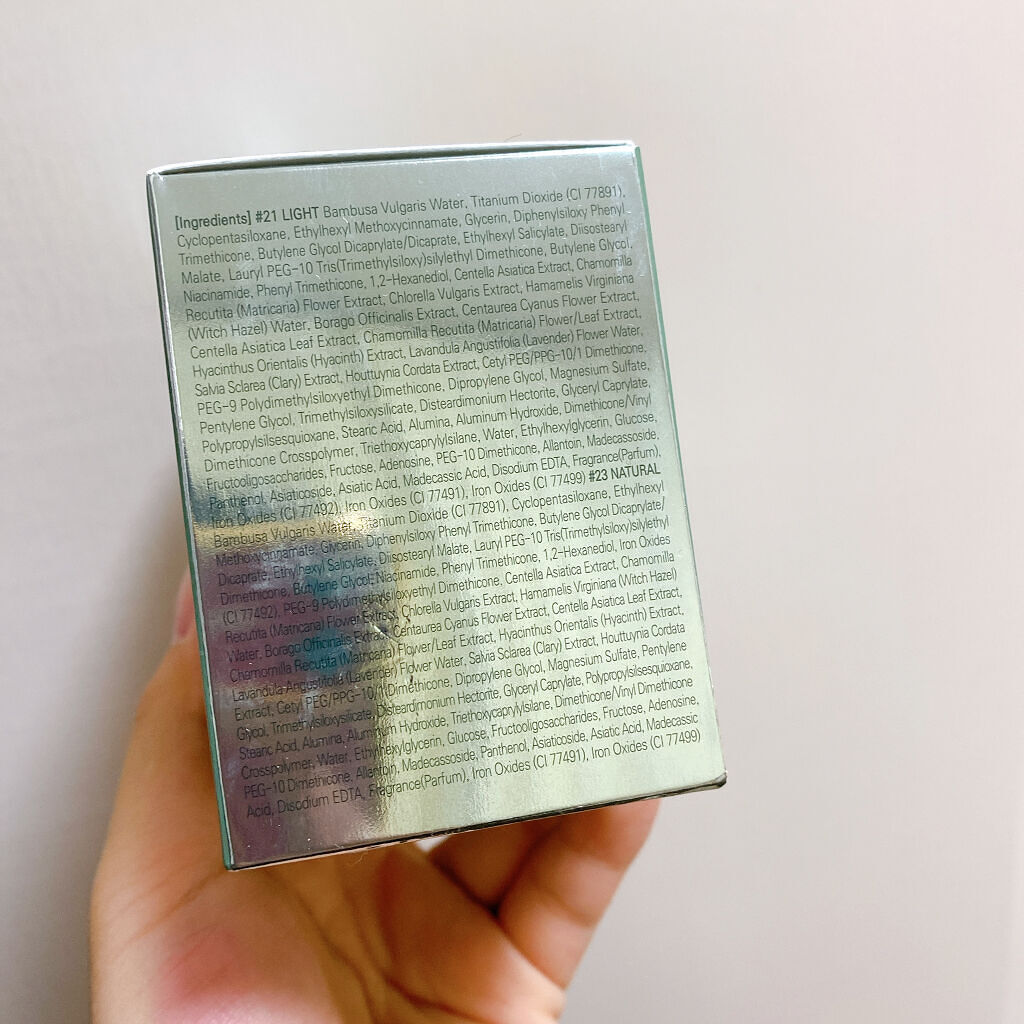 [Ingredients] #21 LIGHT Bambusa Vulgaris Water, Titanium Dioxide (CI 77891),
Cyclopentasiloxane, Ethylhexyl Methoxycinnamate, Glycerin, Diphenylsiloxy Phenyl
Trimethicone, Butylene Glycol Dicaprylate/Dicaprate, Ethylhexyl Salicylate, Diisostearyl
Malate, Lauryl PEG-10 Tris(Trimethylsiloxy)silylethyl Dimethicone, Butylene Glycol,
Niacinamide, Phenyl Trimethicone, 1,2-Hexanediol, Centella Asiatica Extract, Chamomilla
Recutita (Matricaria) Flower Extract, Chlorella Vulgaris Extract, Hamamelis Virginiana
(Witch Hazel) Water, Borago Officinalis Extract, Centaurea Cyanus Flower Extract,
Centella Asiatica Leaf Extract, Chamomilla Recutita (Matricaria) Flower/Leaf Extract,
Hyacinthus Orientalis (Hyacinth) Extract, Lavandula Angustifolia (Lavender) Flower Water,
Salvia Sclarea (Clary) Extract, Houttuynia Cordata Extract, Cetyl PEG/PPG-10/1 Dimethicone,
PEG-9 Polydimethylsiloxyethyl Dimethicone, Dipropylene Glycol, Magnesium Sulfate,
Pentylene Glycol, Trimethylsiloxysilicate, Disteardimonium Hectorite, Glyceryl Caprylate,
Polypropylsilsesquioxane, Stearic Acid, Alumina, Aluminum Hydroxide, Dimethicone/Vinyl
Dimethicone Crosspolymer, Triethoxycaprylylsilane, Water, Ethylhexylglycerin, Glucose,
Fructooligosaccharides, Fructose, Adenosine, PEG-10 Dimethicone, Allantoin, Madecassoside,
Panthenol, Asiaticoside, Asiatic Acid, Madecassic Acid, Disodium EDTA, Fragrance(Parfum),
Iron Oxides (CI 77492), Iron Oxides (CI 77491), Iron Oxides (CI 77499) #23 NATURAL
Bambusa Vulgaris Water, Titanium Dioxide (CI 77891), Cyclopentasiloxane, Ethylhexyl
Methoxycinnamate, Glycerin, Diphenylsiloxy Phenyl Trimethicone, Butylene Glycol Dicaprylate/
Dicaprate, Ethylhexyl Salicylate, Diisostearyl Malate, Lauryl PEG-10 Tris(Trimethylsiloxy)silylethyl
Dimethicone, Butylene Glycol, Niacinamide, Phenyl Trimethicone, 1,2-Hexanediol, Iron Oxides
(CI 77492), PEG-9 Polydimethylsiloxyethyl Dimethicone, Centella Asiatica Extract, Chamomilla
Recutita (Matricaria) Flower Extract, Chlorella Vulgaris Extract, Hamamelis Virginiana (Witch Hazel)
Water, Borago Officinalis Extract, Centaurea Cyanus Flower Extract, Centella Asiatica Leaf Extract,
Chamomilla Recutita (Matricaria) Flower/Leaf Extract, Hyacinthus Orientalis (Hyacinth) Extract,
Lavandula Angustifolia (Lavender) Flower Water, Salvia Sclarea (Clary) Extract, Houttuynia Cordata
Extract, Cetyl PEG/PPG-10/1 Dimethicone, Dipropylene Glycol, Magnesium Sulfate, Pentylene
Glycol, Trimethylsiloxysilicate, Disteardimonium Hectorite, Glyceryl Caprylate, Polypropylsilsesquioxane,
Stearic Acid, Alumina, Aluminum Hydroxide, Triethoxycaprylylsilane, Dimethicone/Vinyl Dimethicone
Crosspolymer, Water, Ethylhexylglycerin, Glucose, Fructooligosaccharides, Fructose, Adenosine,
PEG-10 Dimethicone, Allantoin, Madecassoside, Panthenol, Asiaticoside, Asiatic Acid, Madecassic
Acid, Disodium EDTA, Fragrance(Parfum), Iron Oxides (CI 77491), Iron Oxides (CI 77499)